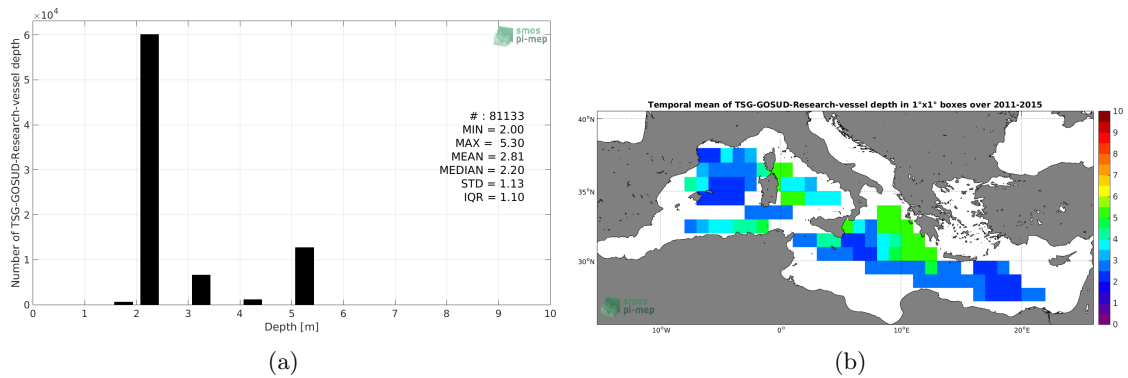 ×10⁴
6
5
4
3
2
1
0
Number of TSG-GOSUD-Research-vessel depth
smos
pi-mep
# : 81133
MIN = 2.00
MAX = 5.30
MEAN = 2.81
MEDIAN = 2.20
STD = 1.13
IQR = 1.10
0 1 2 3 4 5 6 7 8 9 10
Depth [m]
(a)
Temporal mean of TSG-GOSUD-Research-vessel depth in 1°x1° boxes over 2011-2015
40°N
35°N
30°N
10°W 0° 10°E 20°E
smos
pi-mep
10
9
8
7
6
5
4
3
2
1
0
(b)